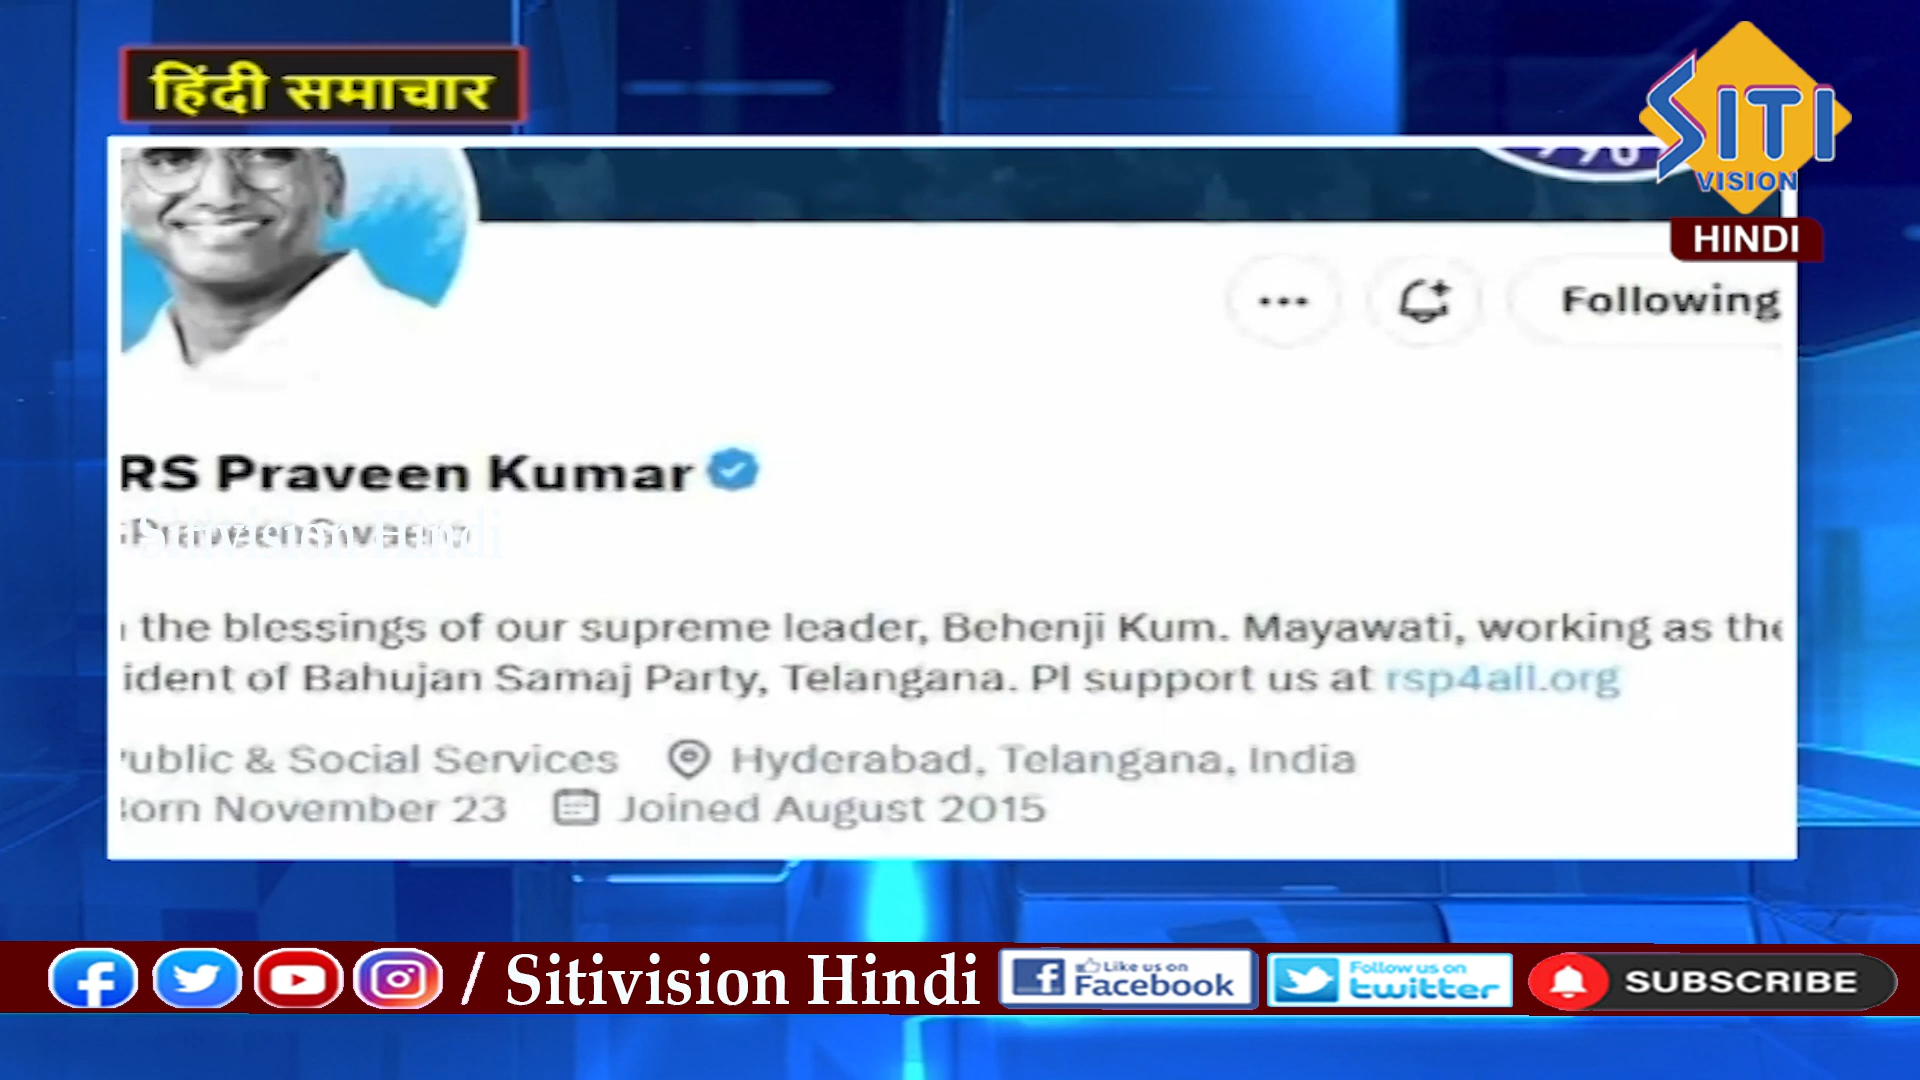 हिंदी समाचार
SITI
VISION
HINDI
Following
RS Praveen Kumar
Sitivision Hindi
the blessings of our supreme leader, Behenji Kum. Mayawati, working as the
ident of Bahujan Samaj Party, Telangana. Pl support us at rsp4all.org
ublic & Social Services Hyderabad, Telangana, India
orn November 23 Joined August 2015
/ Sitivision Hindi Like us on Facebook Follow us on twitter SUBSCRIBE